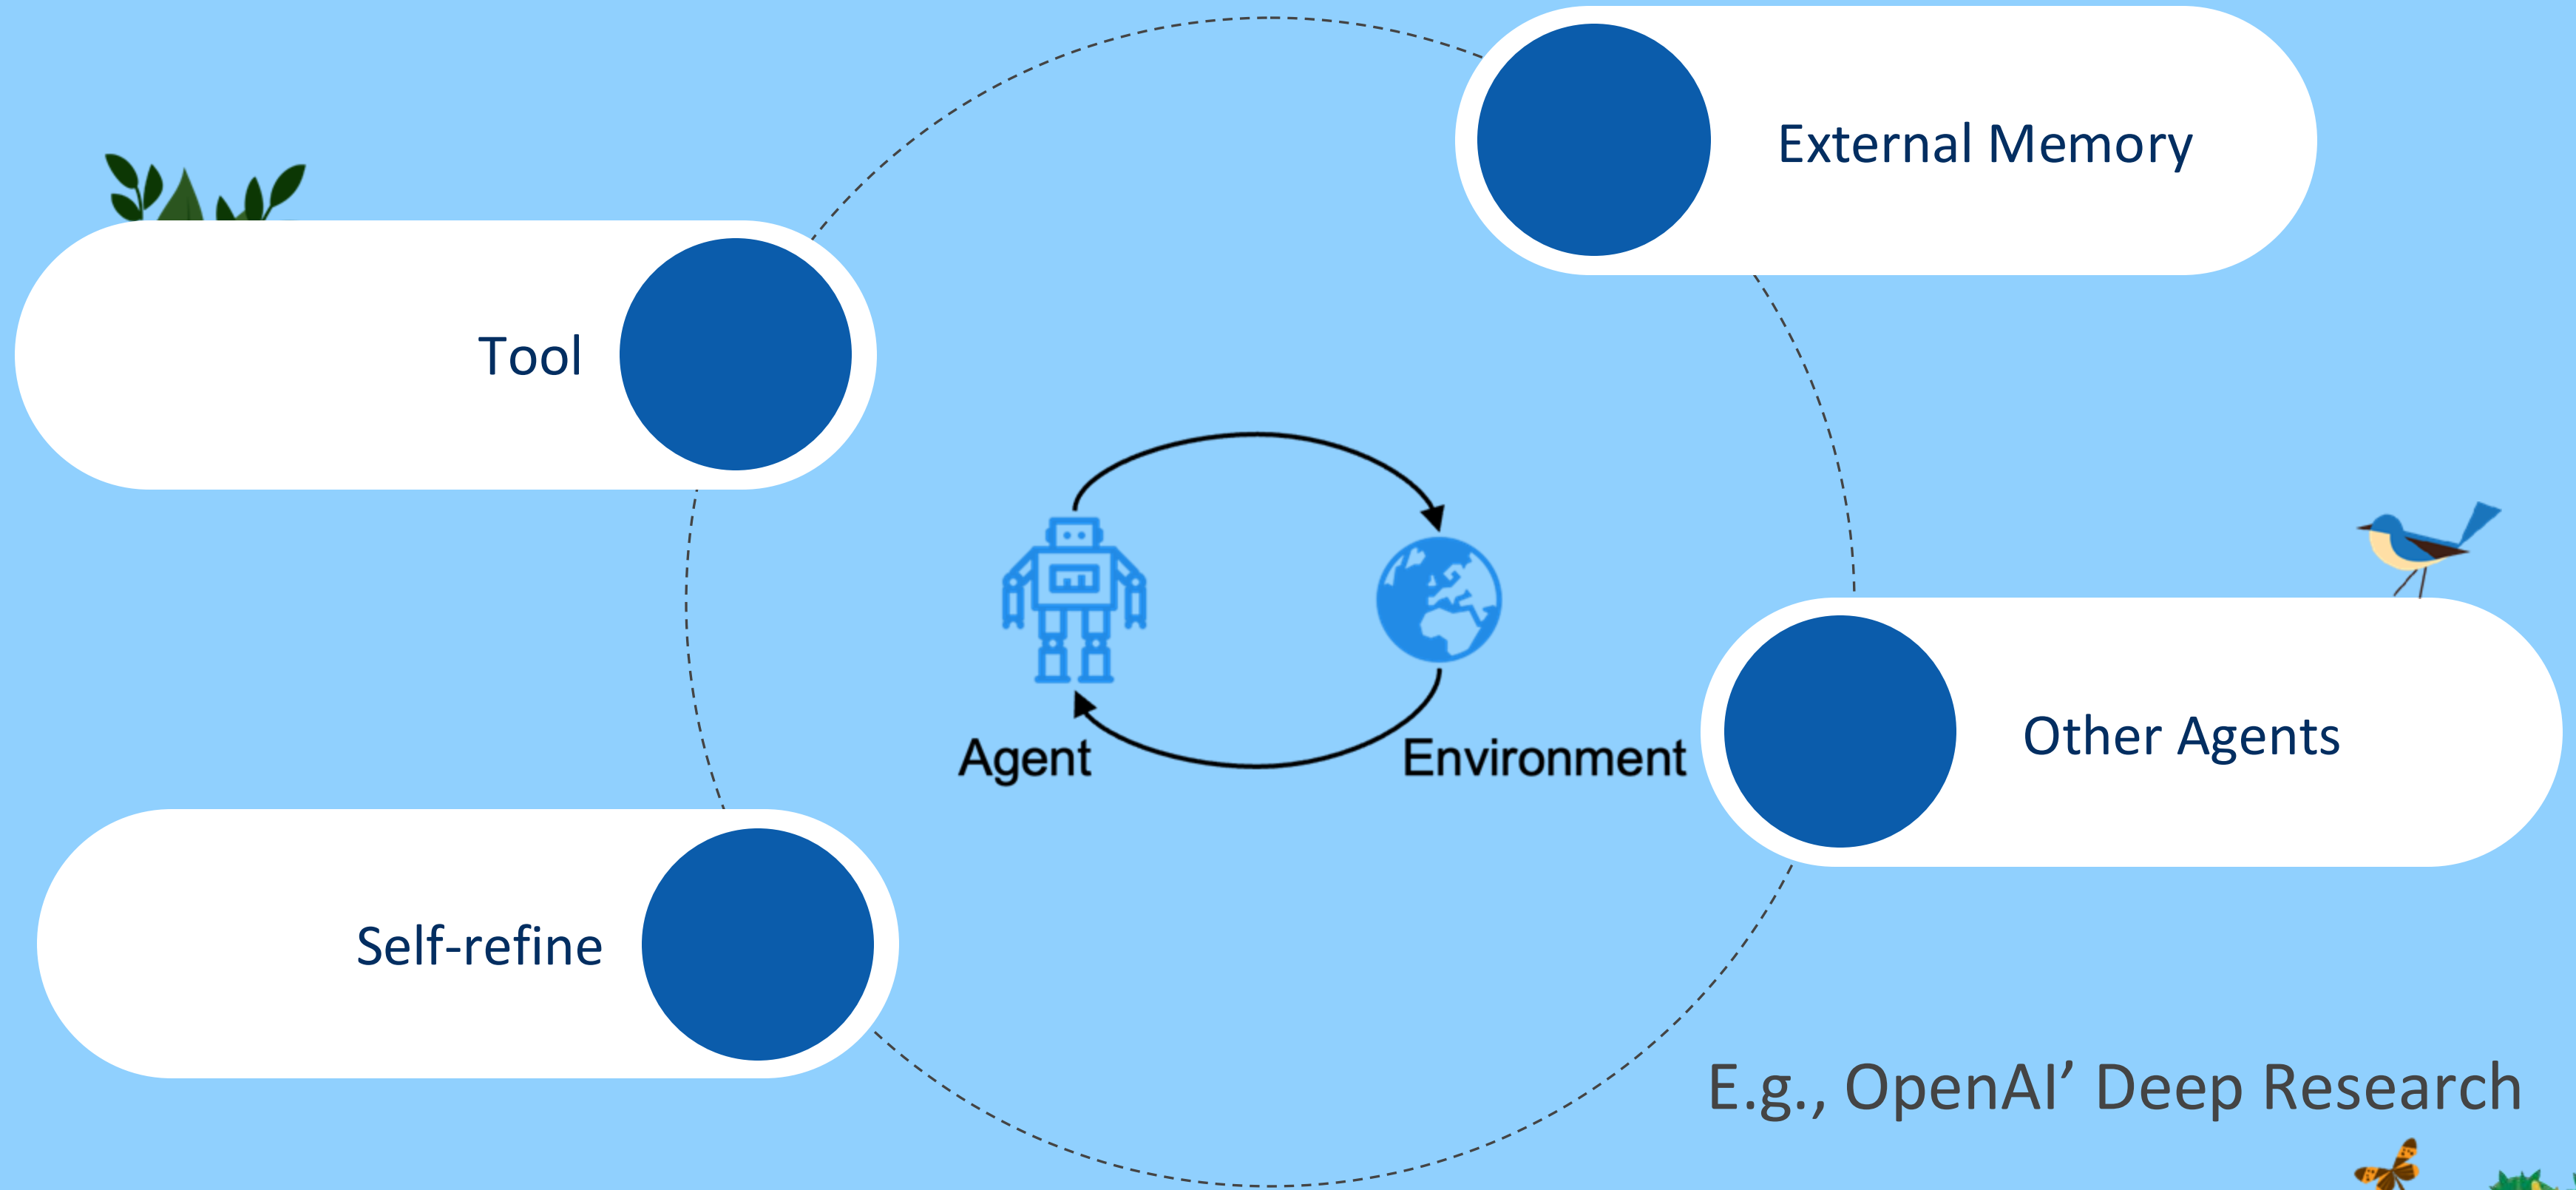 External Memory
Tool
Agent
Environment
Other Agents
Self-refine
E.g., OpenAI’ Deep Research